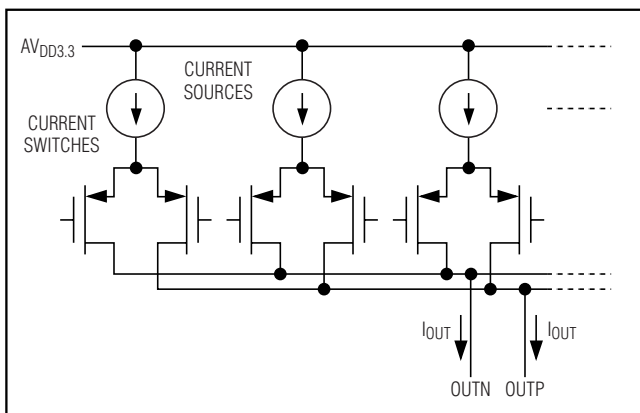 AVDD3.3
CURRENT
SOURCES
CURRENT
SWITCHES
IOUT
IOUT
OUTN OUTP